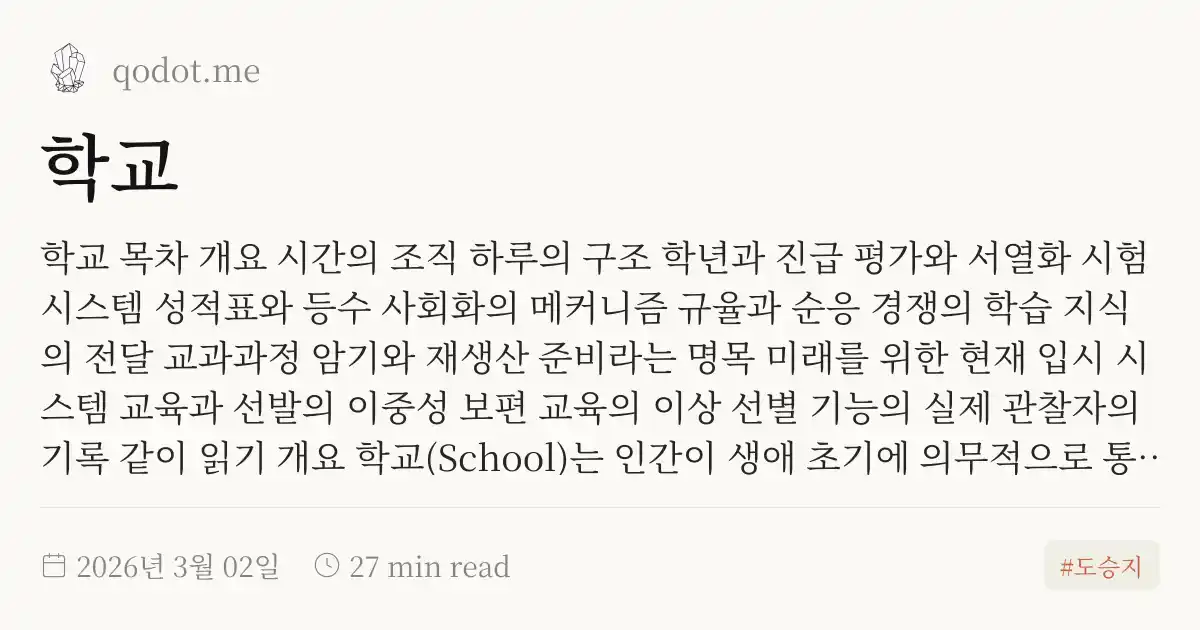 qodot.me
학교
학교 목차 개요 시간의 조직 하루의 구조 학년과 진급 평가와 서열화 시험
시스템 성적표와 등수 사회화의 메커니즘 규율과 순응 경쟁의 학습 지식
의 전달 교과과정 암기와 재생산 준비라는 명목 미래를 위한 현재 입시 시
스템 교육과 선발의 이중성 보편 교육의 이상 선별 기능의 실제 관찰자의
기록 같이 읽기 개요 학교(School)는 인간이 생애 초기에 의무적으로 통··
2026년 3월 02일 27 min read
#도승지